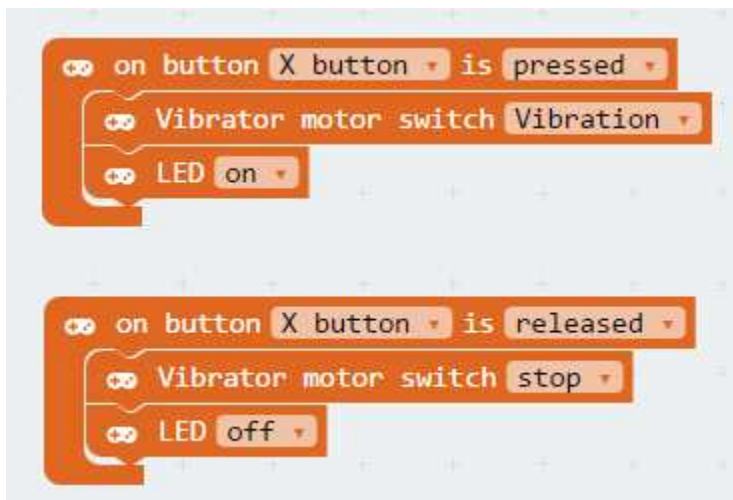 on button X button is pressed
Vibrator motor switch Vibration
LED on
on button X button is released
Vibrator motor switch stop
LED off